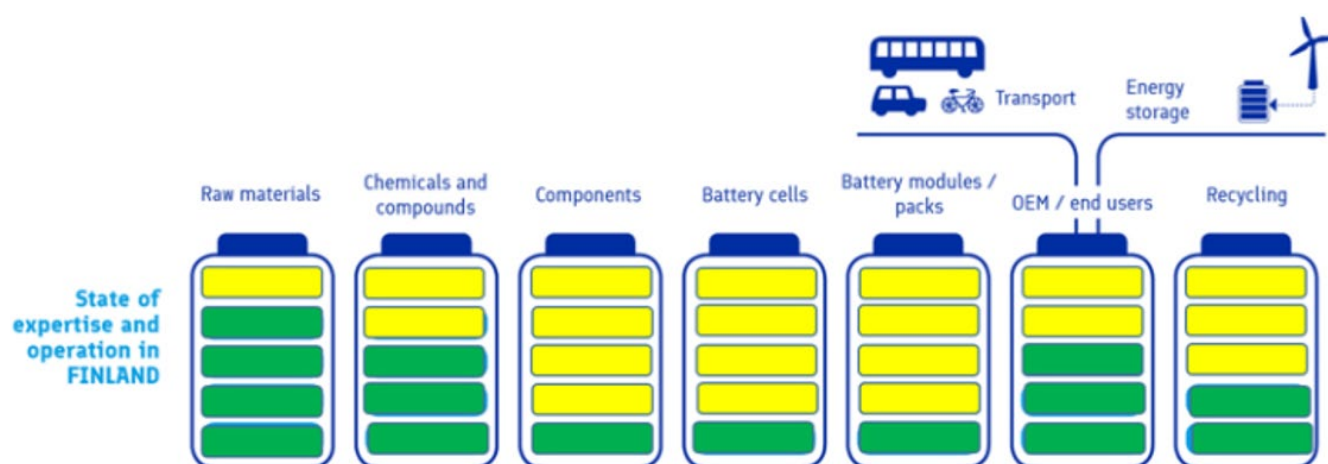 Transport
Energy
storage
Raw materials
Chemicals and
compounds
Components
Battery cells
Battery modules /
packs
OEM / end users
Recycling
State of
expertise and
operation in
FINLAND